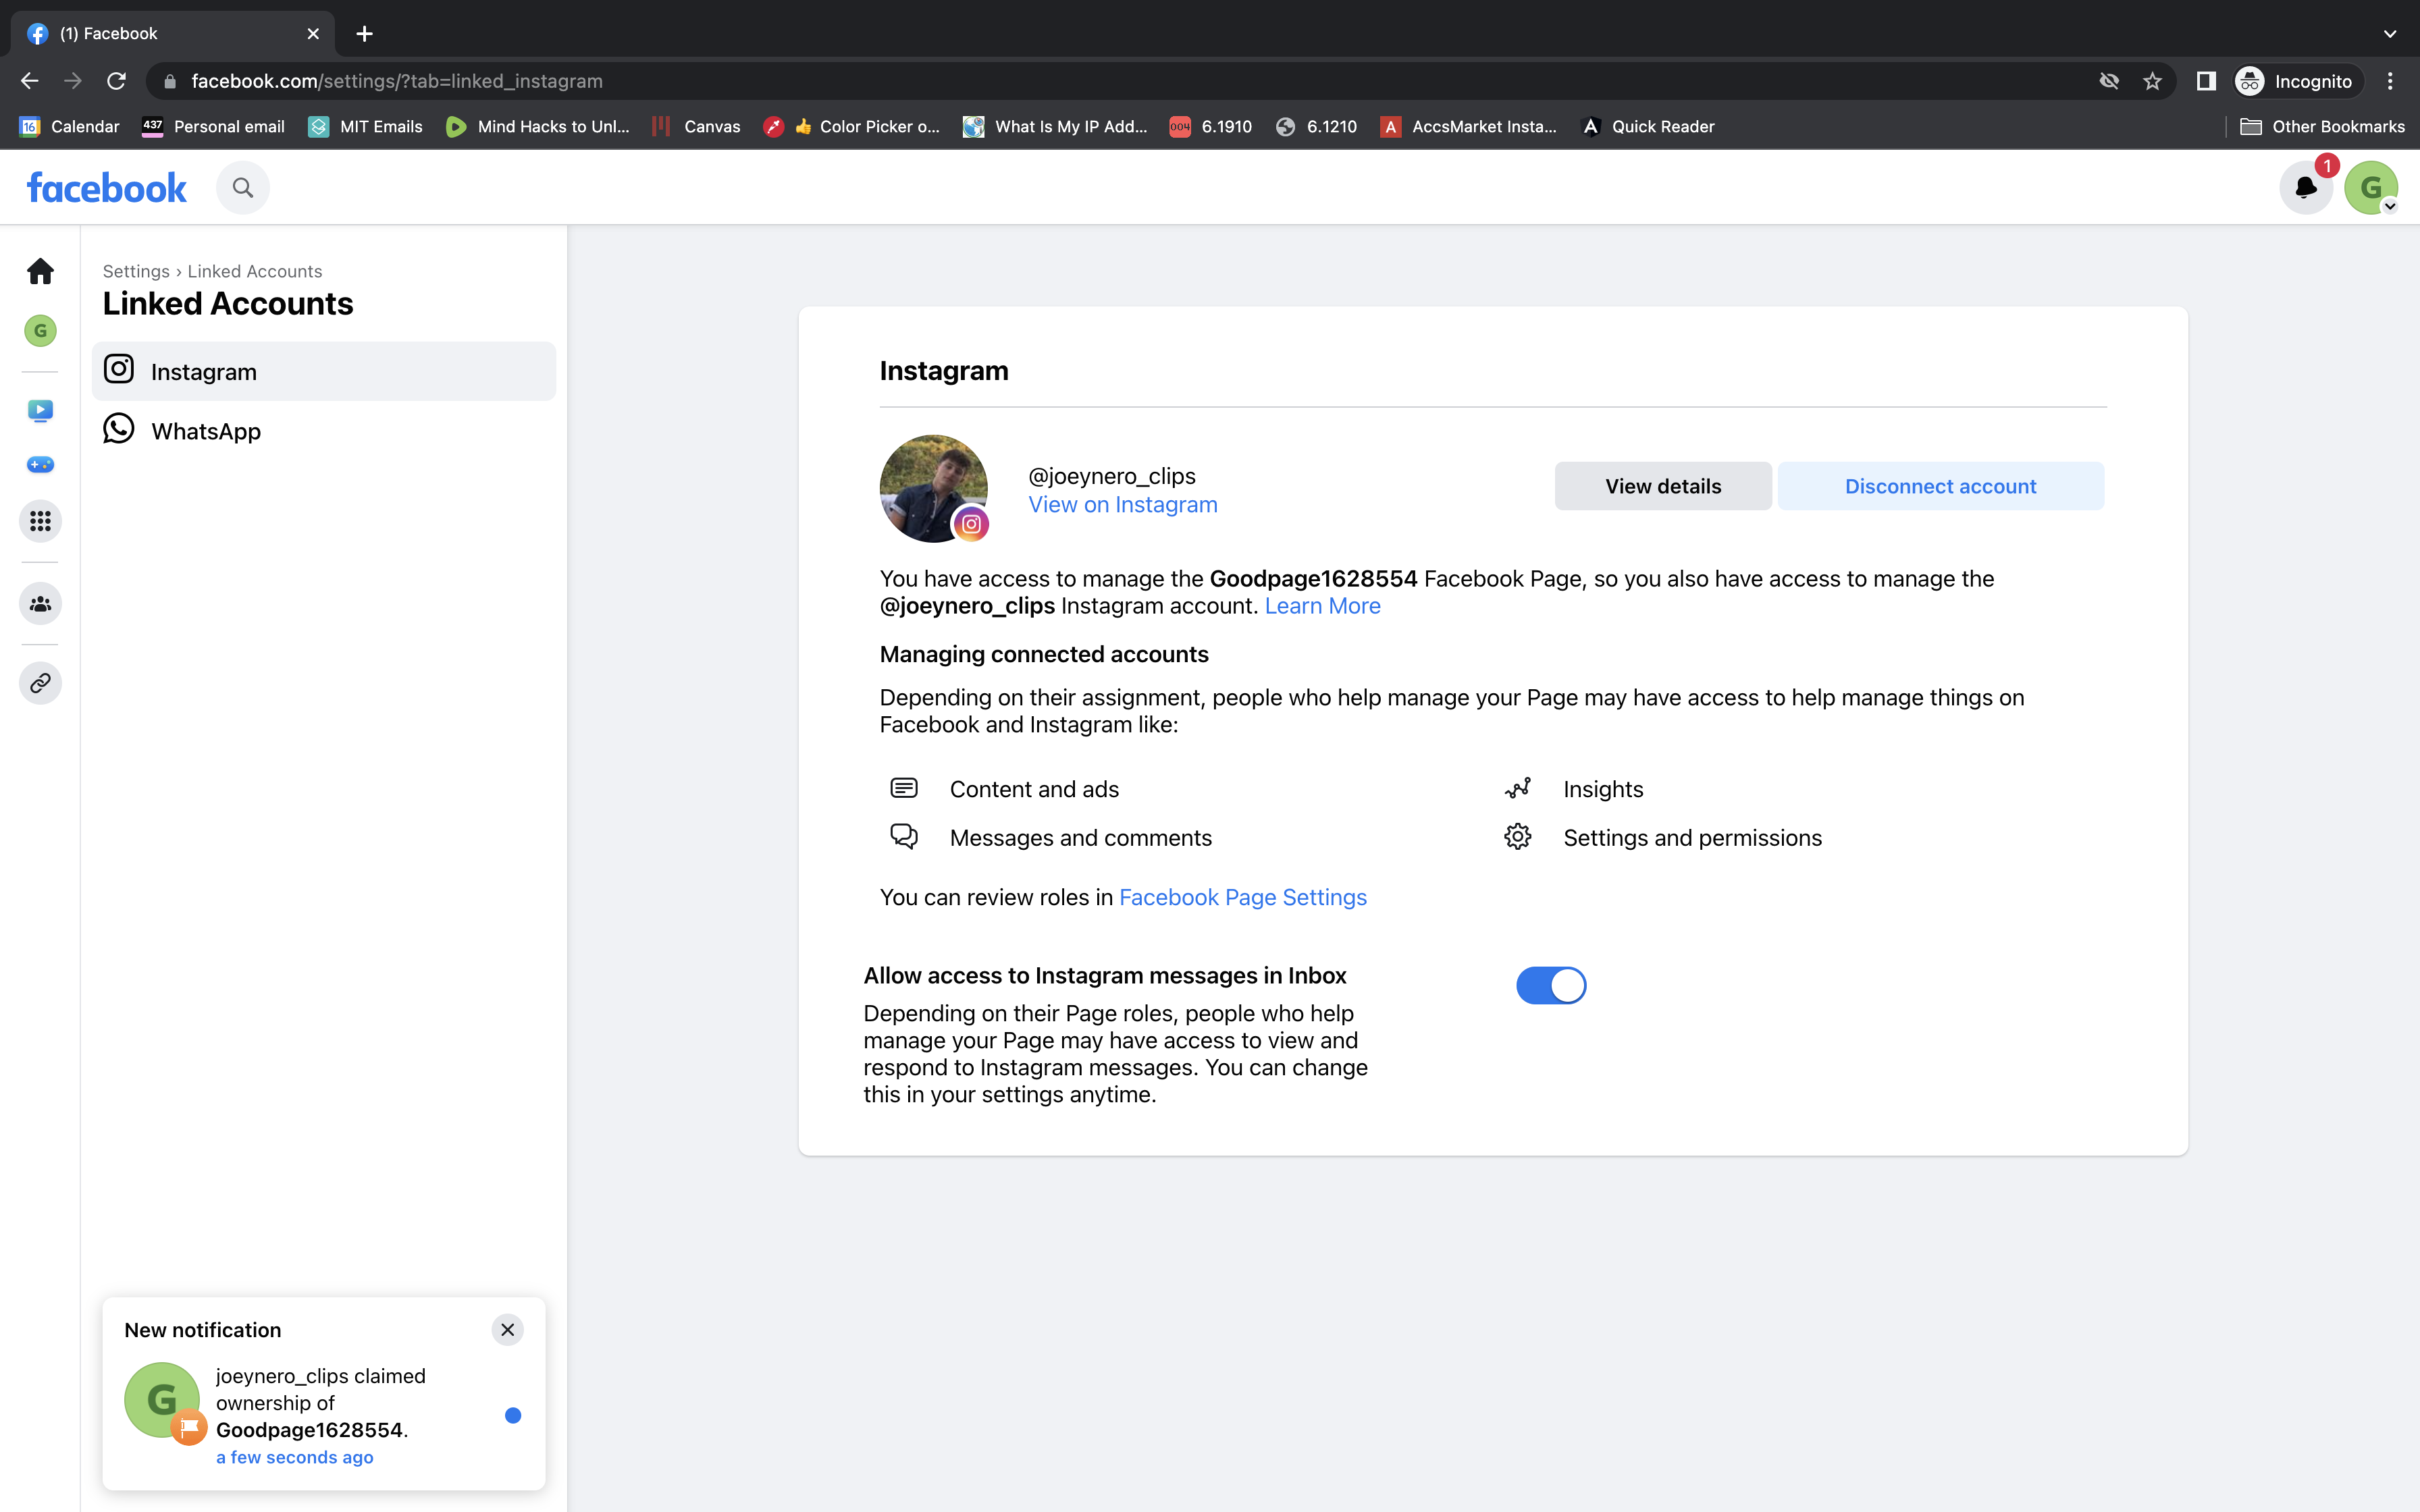 (1) Facebook
facebook.com/settings/?tab=linked_instagram
Incognito
16 Calendar
437 Personal email
MIT Emails
Mind Hacks to Unl...
Canvas
👍 Color Picker o...
What Is My IP Add...
004 6.1910
6.1210
A AccsMarket Insta...
Quick Reader
Other Bookmarks
facebook
1
G
Settings › Linked Accounts
Linked Accounts
G
Instagram
WhatsApp
Instagram
@joeynero_clips
View on Instagram
View details
Disconnect account
You have access to manage the Goodpage1628554 Facebook Page, so you also have access to manage the
@joeynero_clips Instagram account. Learn More
Managing connected accounts
Depending on their assignment, people who help manage your Page may have access to help manage things on
Facebook and Instagram like:
Content and ads
Insights
Messages and comments
Settings and permissions
You can review roles in Facebook Page Settings
Allow access to Instagram messages in Inbox
Depending on their Page roles, people who help
manage your Page may have access to view and
respond to Instagram messages. You can change
this in your settings anytime.
New notification
G
joeynero_clips claimed
ownership of
Goodpage1628554.
a few seconds ago